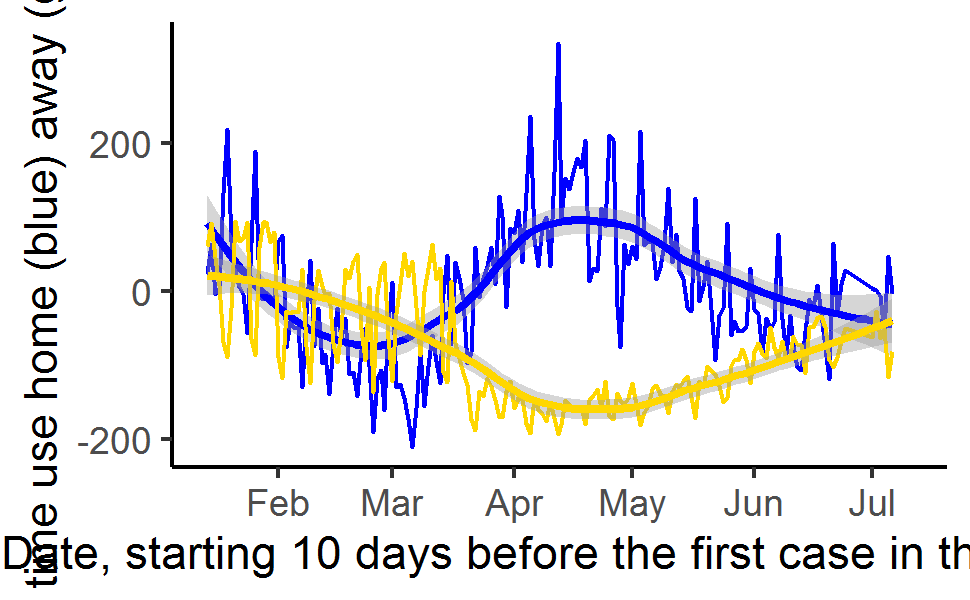 time use home (blue) away (
200
0
-200
Feb Mar Apr May Jun Jul
Date, starting 10 days before the first case in th